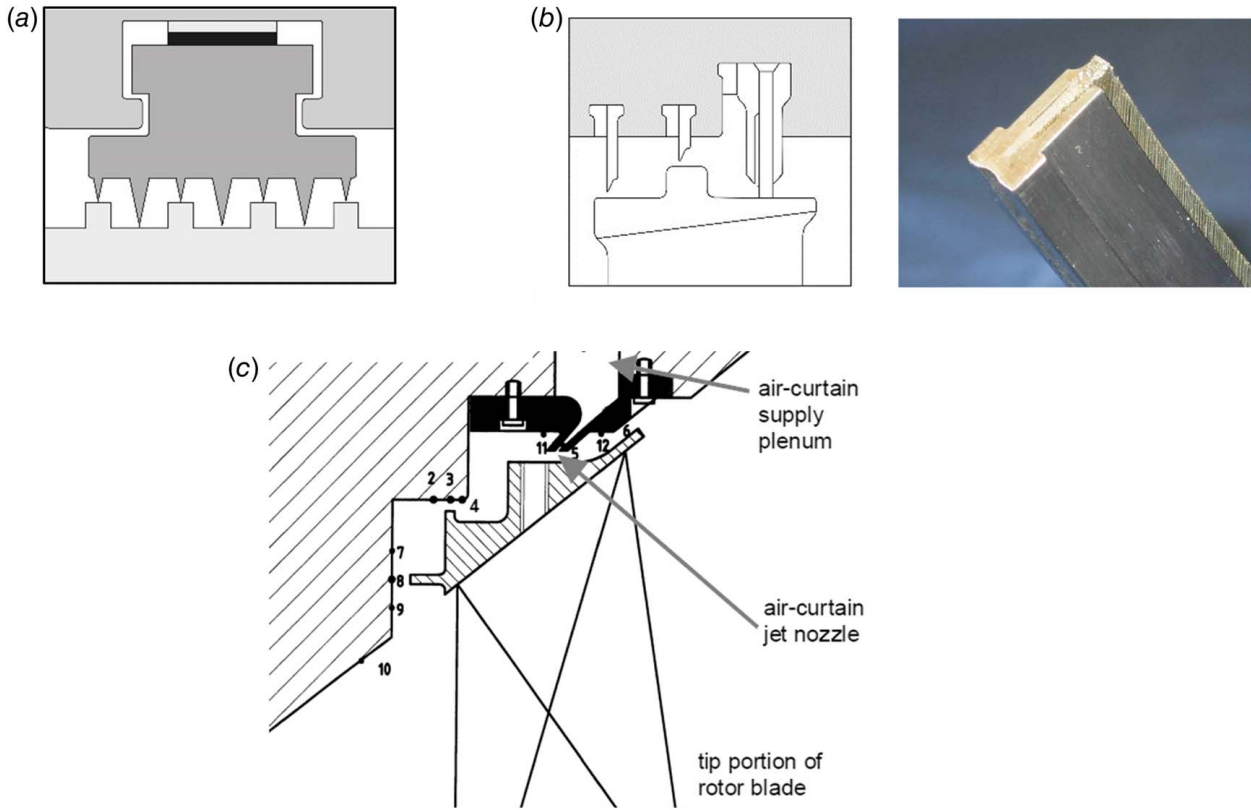 (a)
(b)
(c)
air-curtain
supply
plenum
6
11
5
12
2
3
4
7
8
9
10
air-curtain
jet nozzle
tip portion of
rotor blade